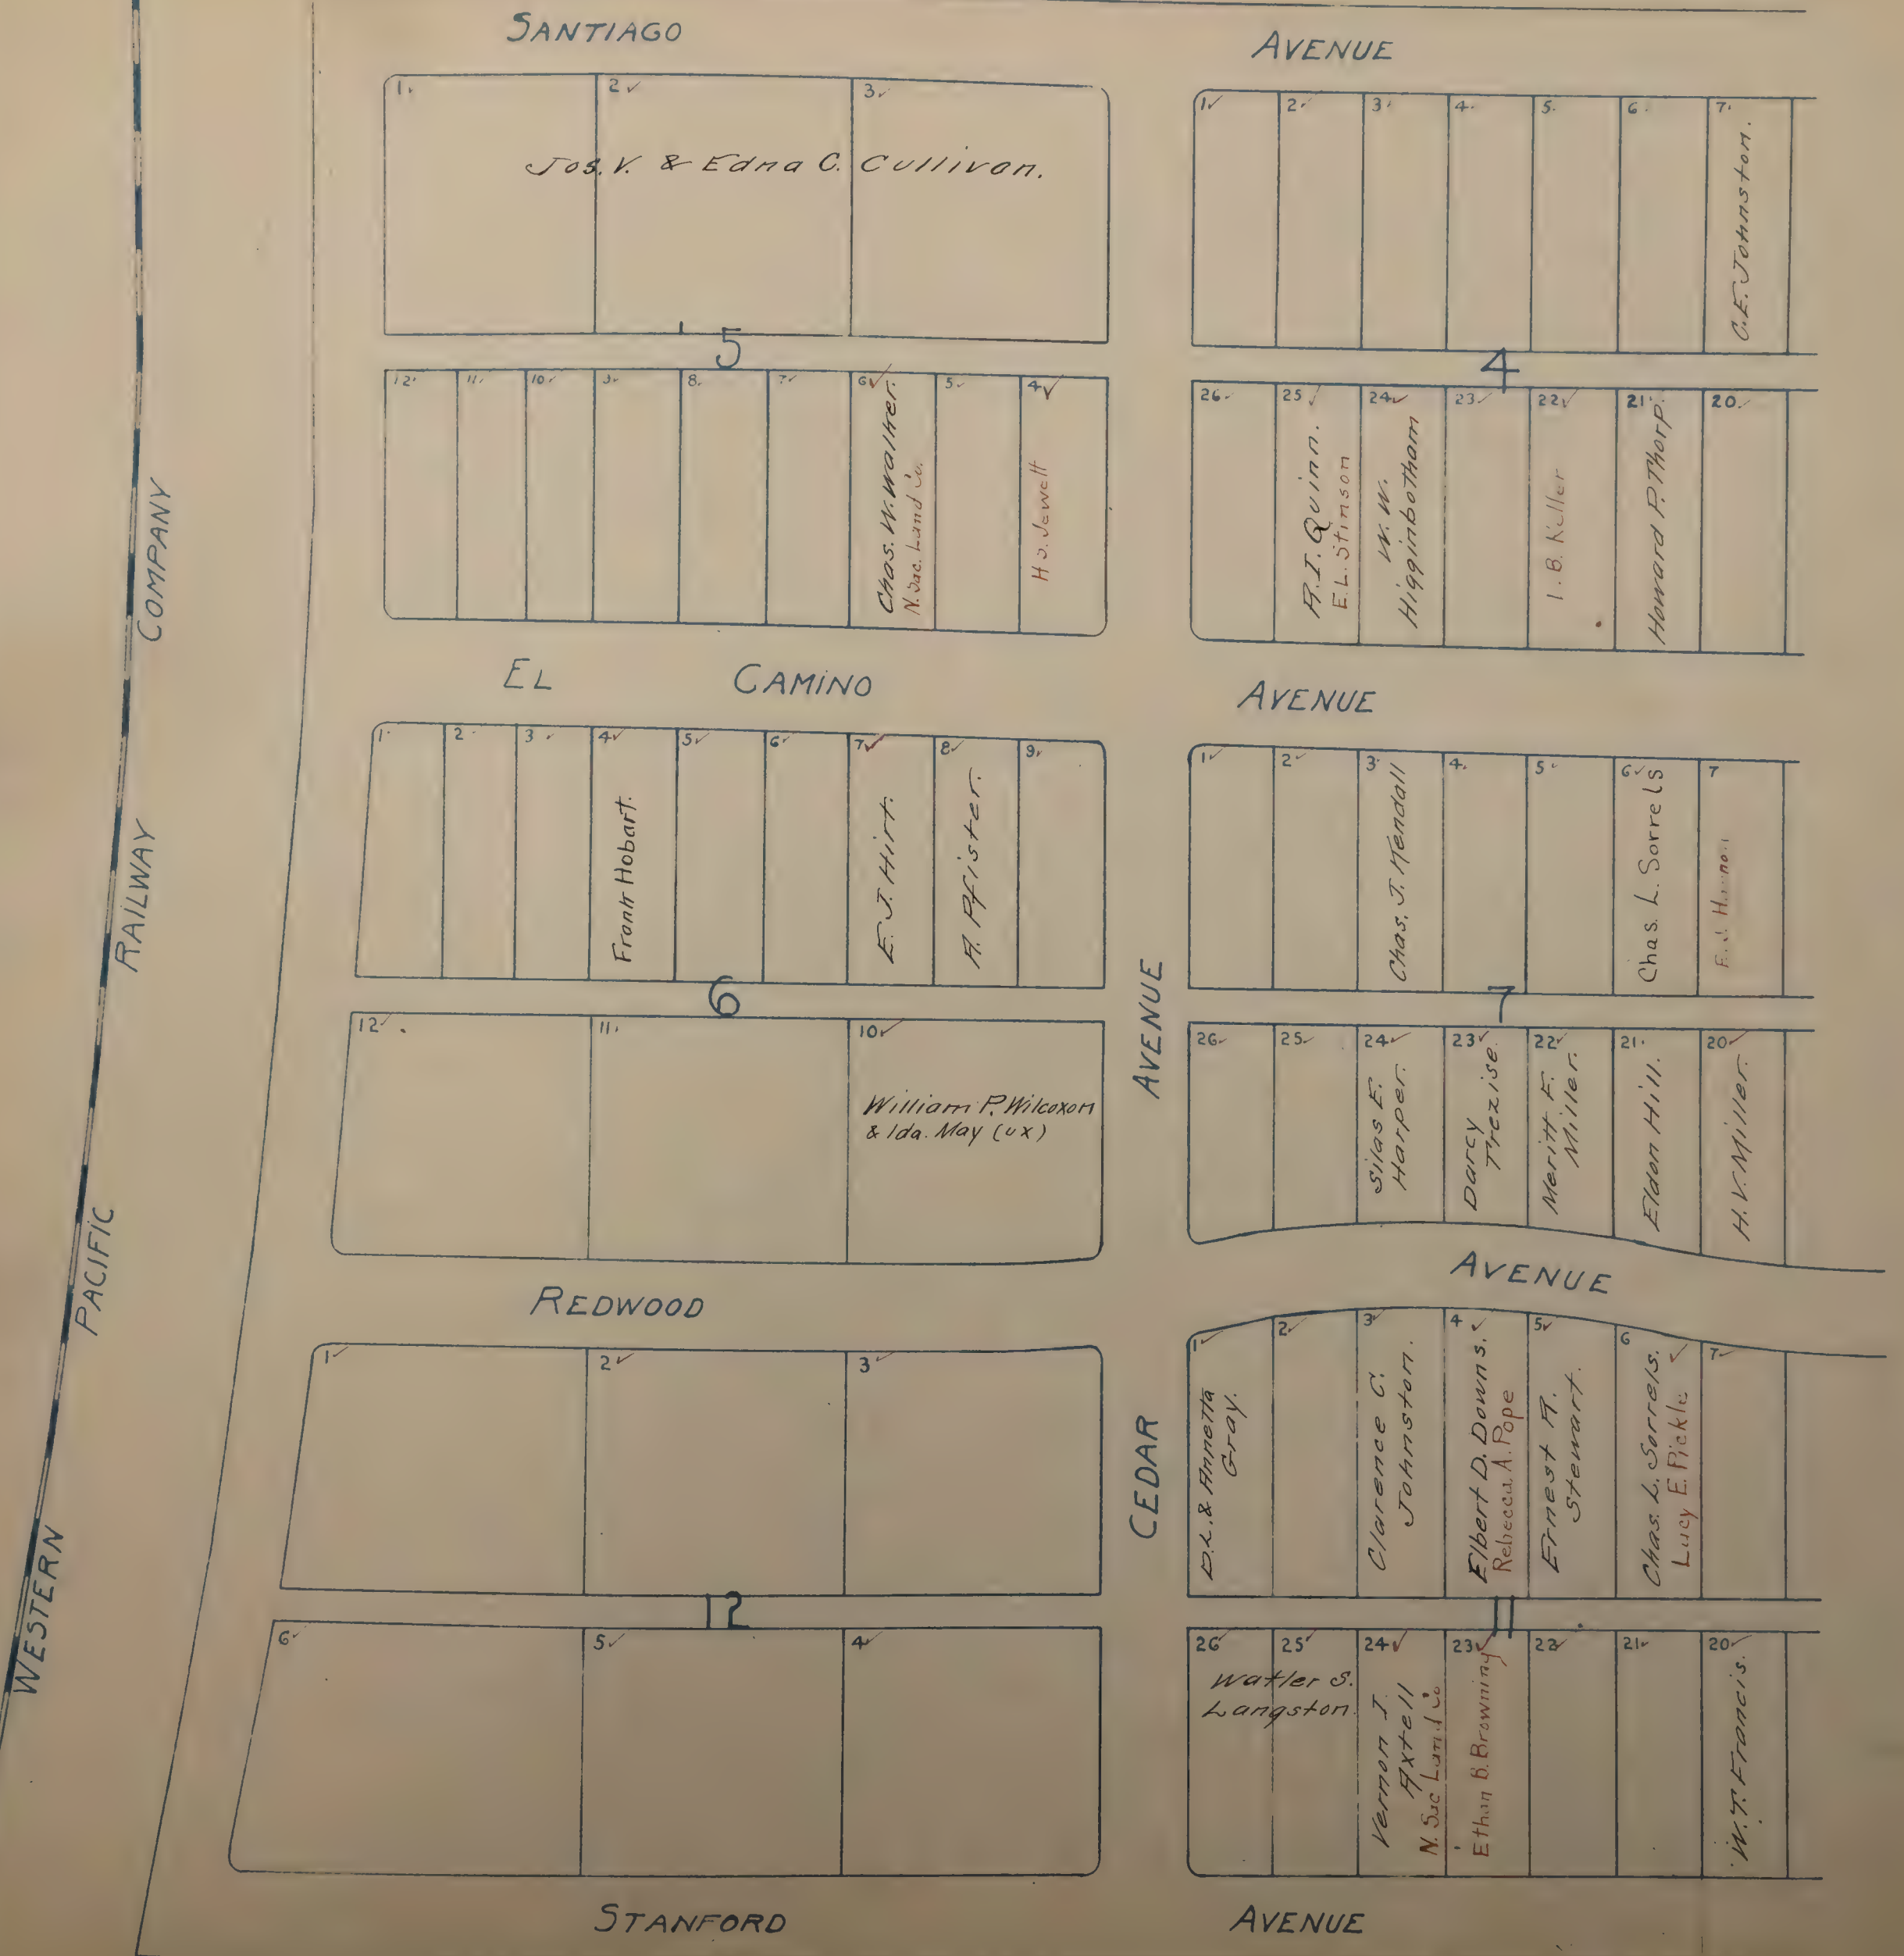 SANTIAGO AVENUE
1. 2 3.
Jos. V. & Edna C. Cullivan.
1 2. 3. 4. 5. 6. 7.
C.E. Johnston.
5
4
12. 11. 10. 9. 8. 7. 6 5. 4
Chas. W. Walker.
N. Sac. Land Co.
H. S. Jewett
26. 25 24 23 22 21. 20.
A. I. Quinn.
E. L. Stinson
W. W.
Higginbotham
I. B. Keller
Howard P. Thorp.
EL CAMINO AVENUE
1. 2. 3. 4 5 6. 7 8 9.
Frank Hobart.
E. J. Hirt.
A. Pfister.
1 2. 3. 4. 5. 6 7
Chas. J. Kendall
Chas. L. Sorrels
6
7
12 11. 10
William P. Wilcoxon
& Ida. May (ux)
26. 25. 24 23 22 21. 20
Silas E.
Harper.
Darcy
Trezise.
Meritt E.
Miller.
Eldon Hill.
H. V. Miller.
REDWOOD AVENUE
1 2 3
1 2. 3 4 5 6 7
D.L. & Annetta
Gray.
Clarence C.
Johnston.
Elbert D. Downs.
Rebecca A. Pope
Ernest A.
Stewart.
Chas. L. Sorrels.
Lucy E. Pickle
12
11
6 5 4
26 25 24 23 22 21 20
Watler S.
Langston.
Vernon I.
Axtell
N. Sac Land Co
Ethan B. Browning
W. T. Francis.
STANFORD AVENUE
CEDAR AVENUE
WESTERN PACIFIC RAILWAY COMPANY